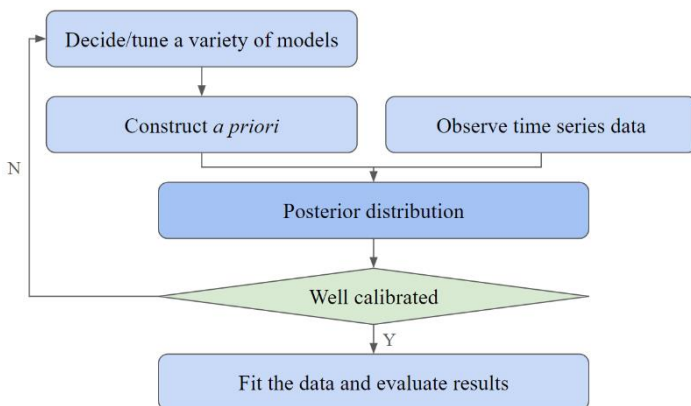 Decide/tune a variety of models
Construct a priori
Observe time series data
N
Posterior distribution
Well calibrated
Y
Fit the data and evaluate results